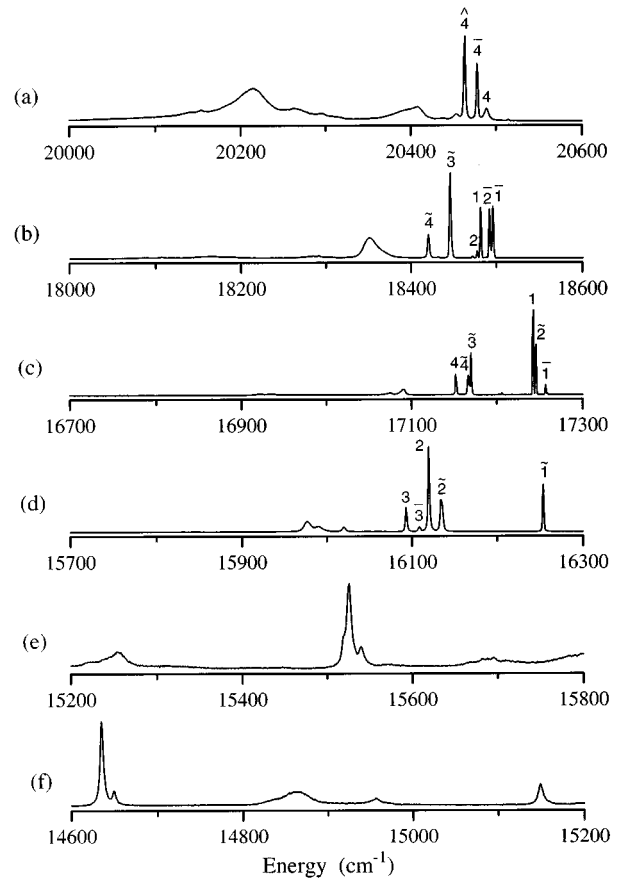 (a)
4̂
4̄
4
20000 20200 20400 20600
(b)
4̃
3̃
2
1
2̄
1̄
18000 18200 18400 18600
(c)
4
4̃
3̃
1
2̃
1̄
16700 16900 17100 17300
(d)
3
3̄
2
2̃
1̃
15700 15900 16100 16300
(e)
15200 15400 15600 15800
(f)
14600 14800 15000 15200
Energy (cm⁻¹)